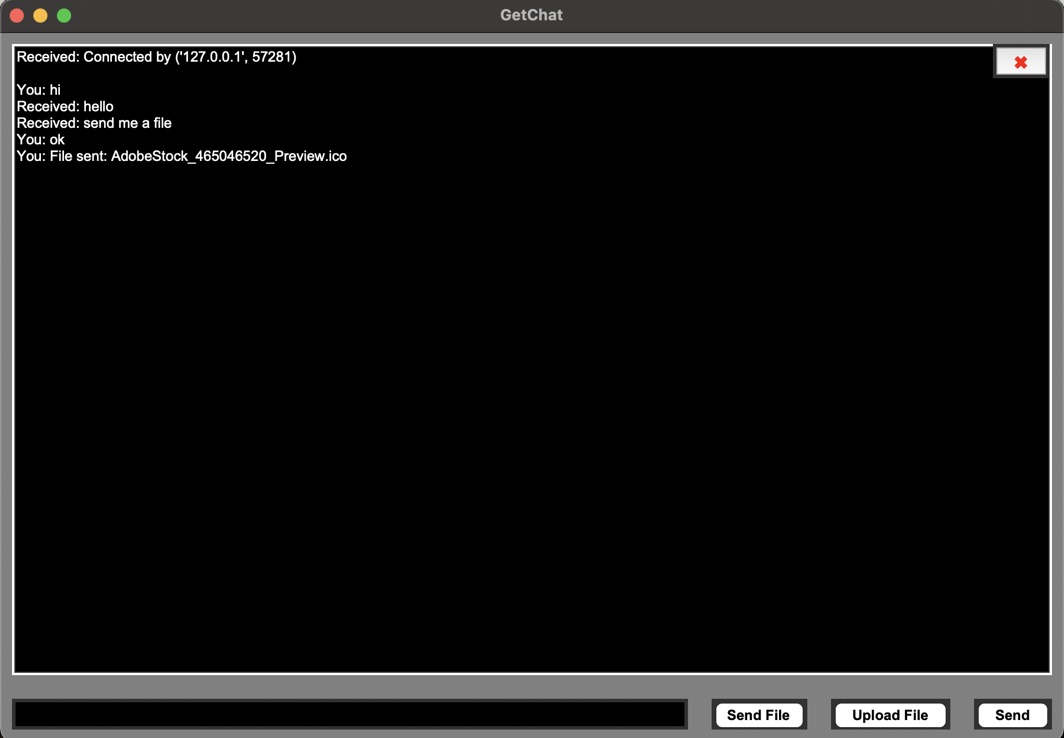 GetChat
Received: Connected by ('127.0.0.1', 57281)
You: hi
Received: hello
Received: send me a file
You: ok
You: File sent: AdobeStock_465046520_Preview.ico
Send File
Upload File
Send